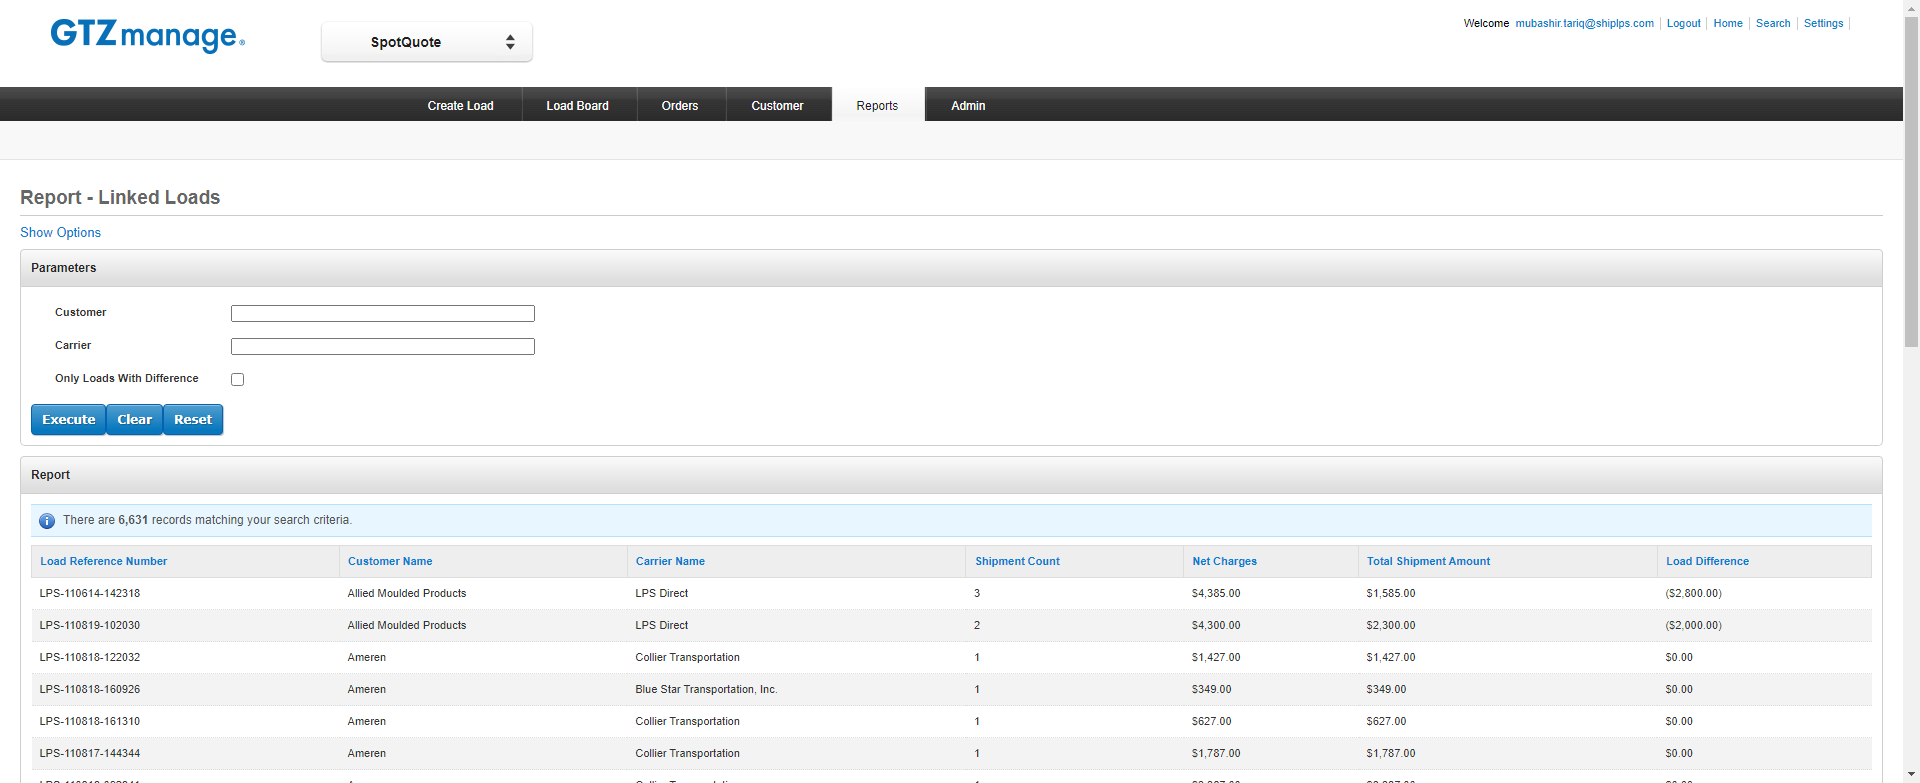 GTZmanage®
SpotQuote
Welcome mubashir.tariq@shiplps.com Logout Home Search Settings
Create Load Load Board Orders Customer Reports Admin
Report - Linked Loads
Show Options
Parameters
Customer
Carrier
Only Loads With Difference
Execute Clear Reset
Report
There are 6,631 records matching your search criteria.
Load Reference Number Customer Name Carrier Name Shipment Count Net Charges Total Shipment Amount Load Difference
LPS-110614-142318 Allied Moulded Products LPS Direct 3 $4,385.00 $1,585.00 ($2,800.00)
LPS-110819-102030 Allied Moulded Products LPS Direct 2 $4,300.00 $2,300.00 ($2,000.00)
LPS-110818-122032 Ameren Collier Transportation 1 $1,427.00 $1,427.00 $0.00
LPS-110818-160926 Ameren Blue Star Transportation, Inc. 1 $349.00 $349.00 $0.00
LPS-110818-161310 Ameren Collier Transportation 1 $627.00 $627.00 $0.00
LPS-110817-144344 Ameren Collier Transportation 1 $1,787.00 $1,787.00 $0.00